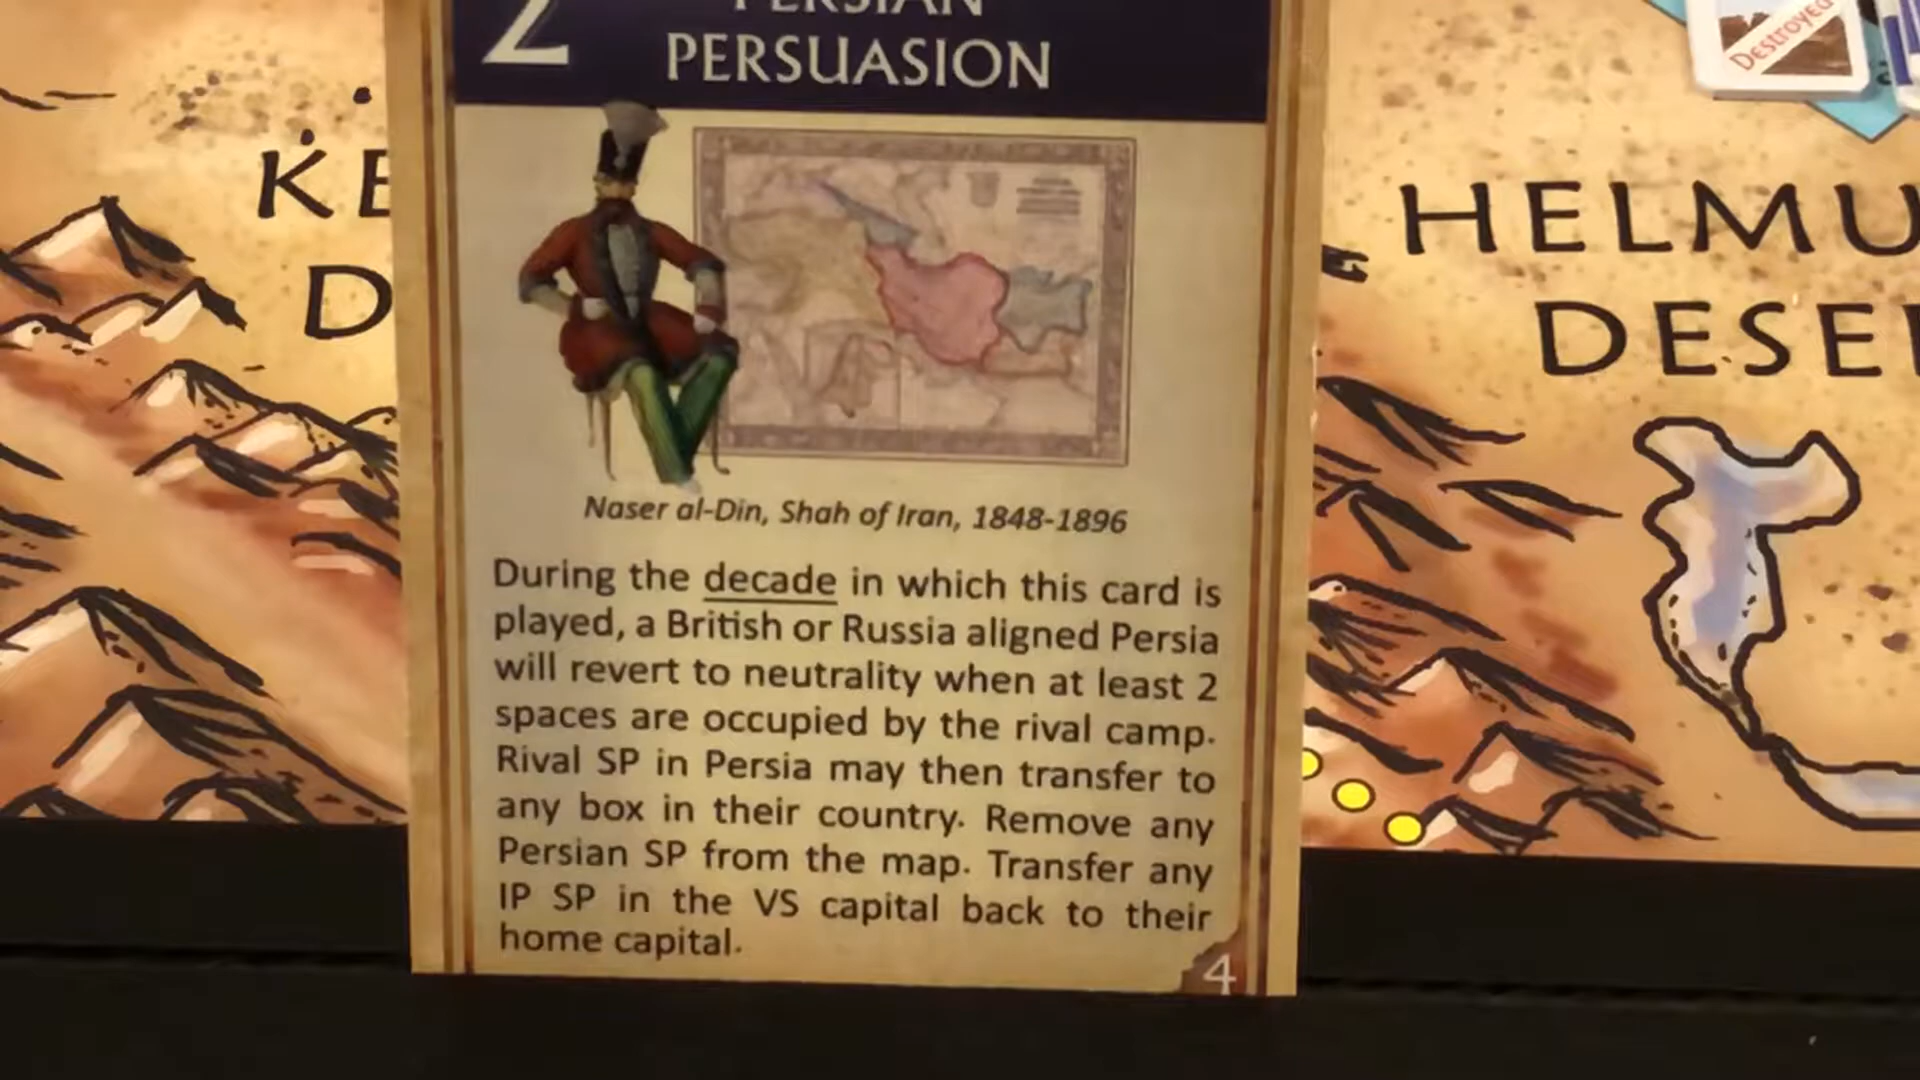 2 PERSIAN
PERSUASION
Destroyed
KE
D
HELMU
DESE
Naser al-Din, Shah of Iran, 1848-1896
During the decade in which this card is
played, a British or Russia aligned Persia
will revert to neutrality when at least 2
spaces are occupied by the rival camp.
Rival SP in Persia may then transfer to
any box in their country. Remove any
Persian SP from the map. Transfer any
IP SP in the VS capital back to their
home capital.
4